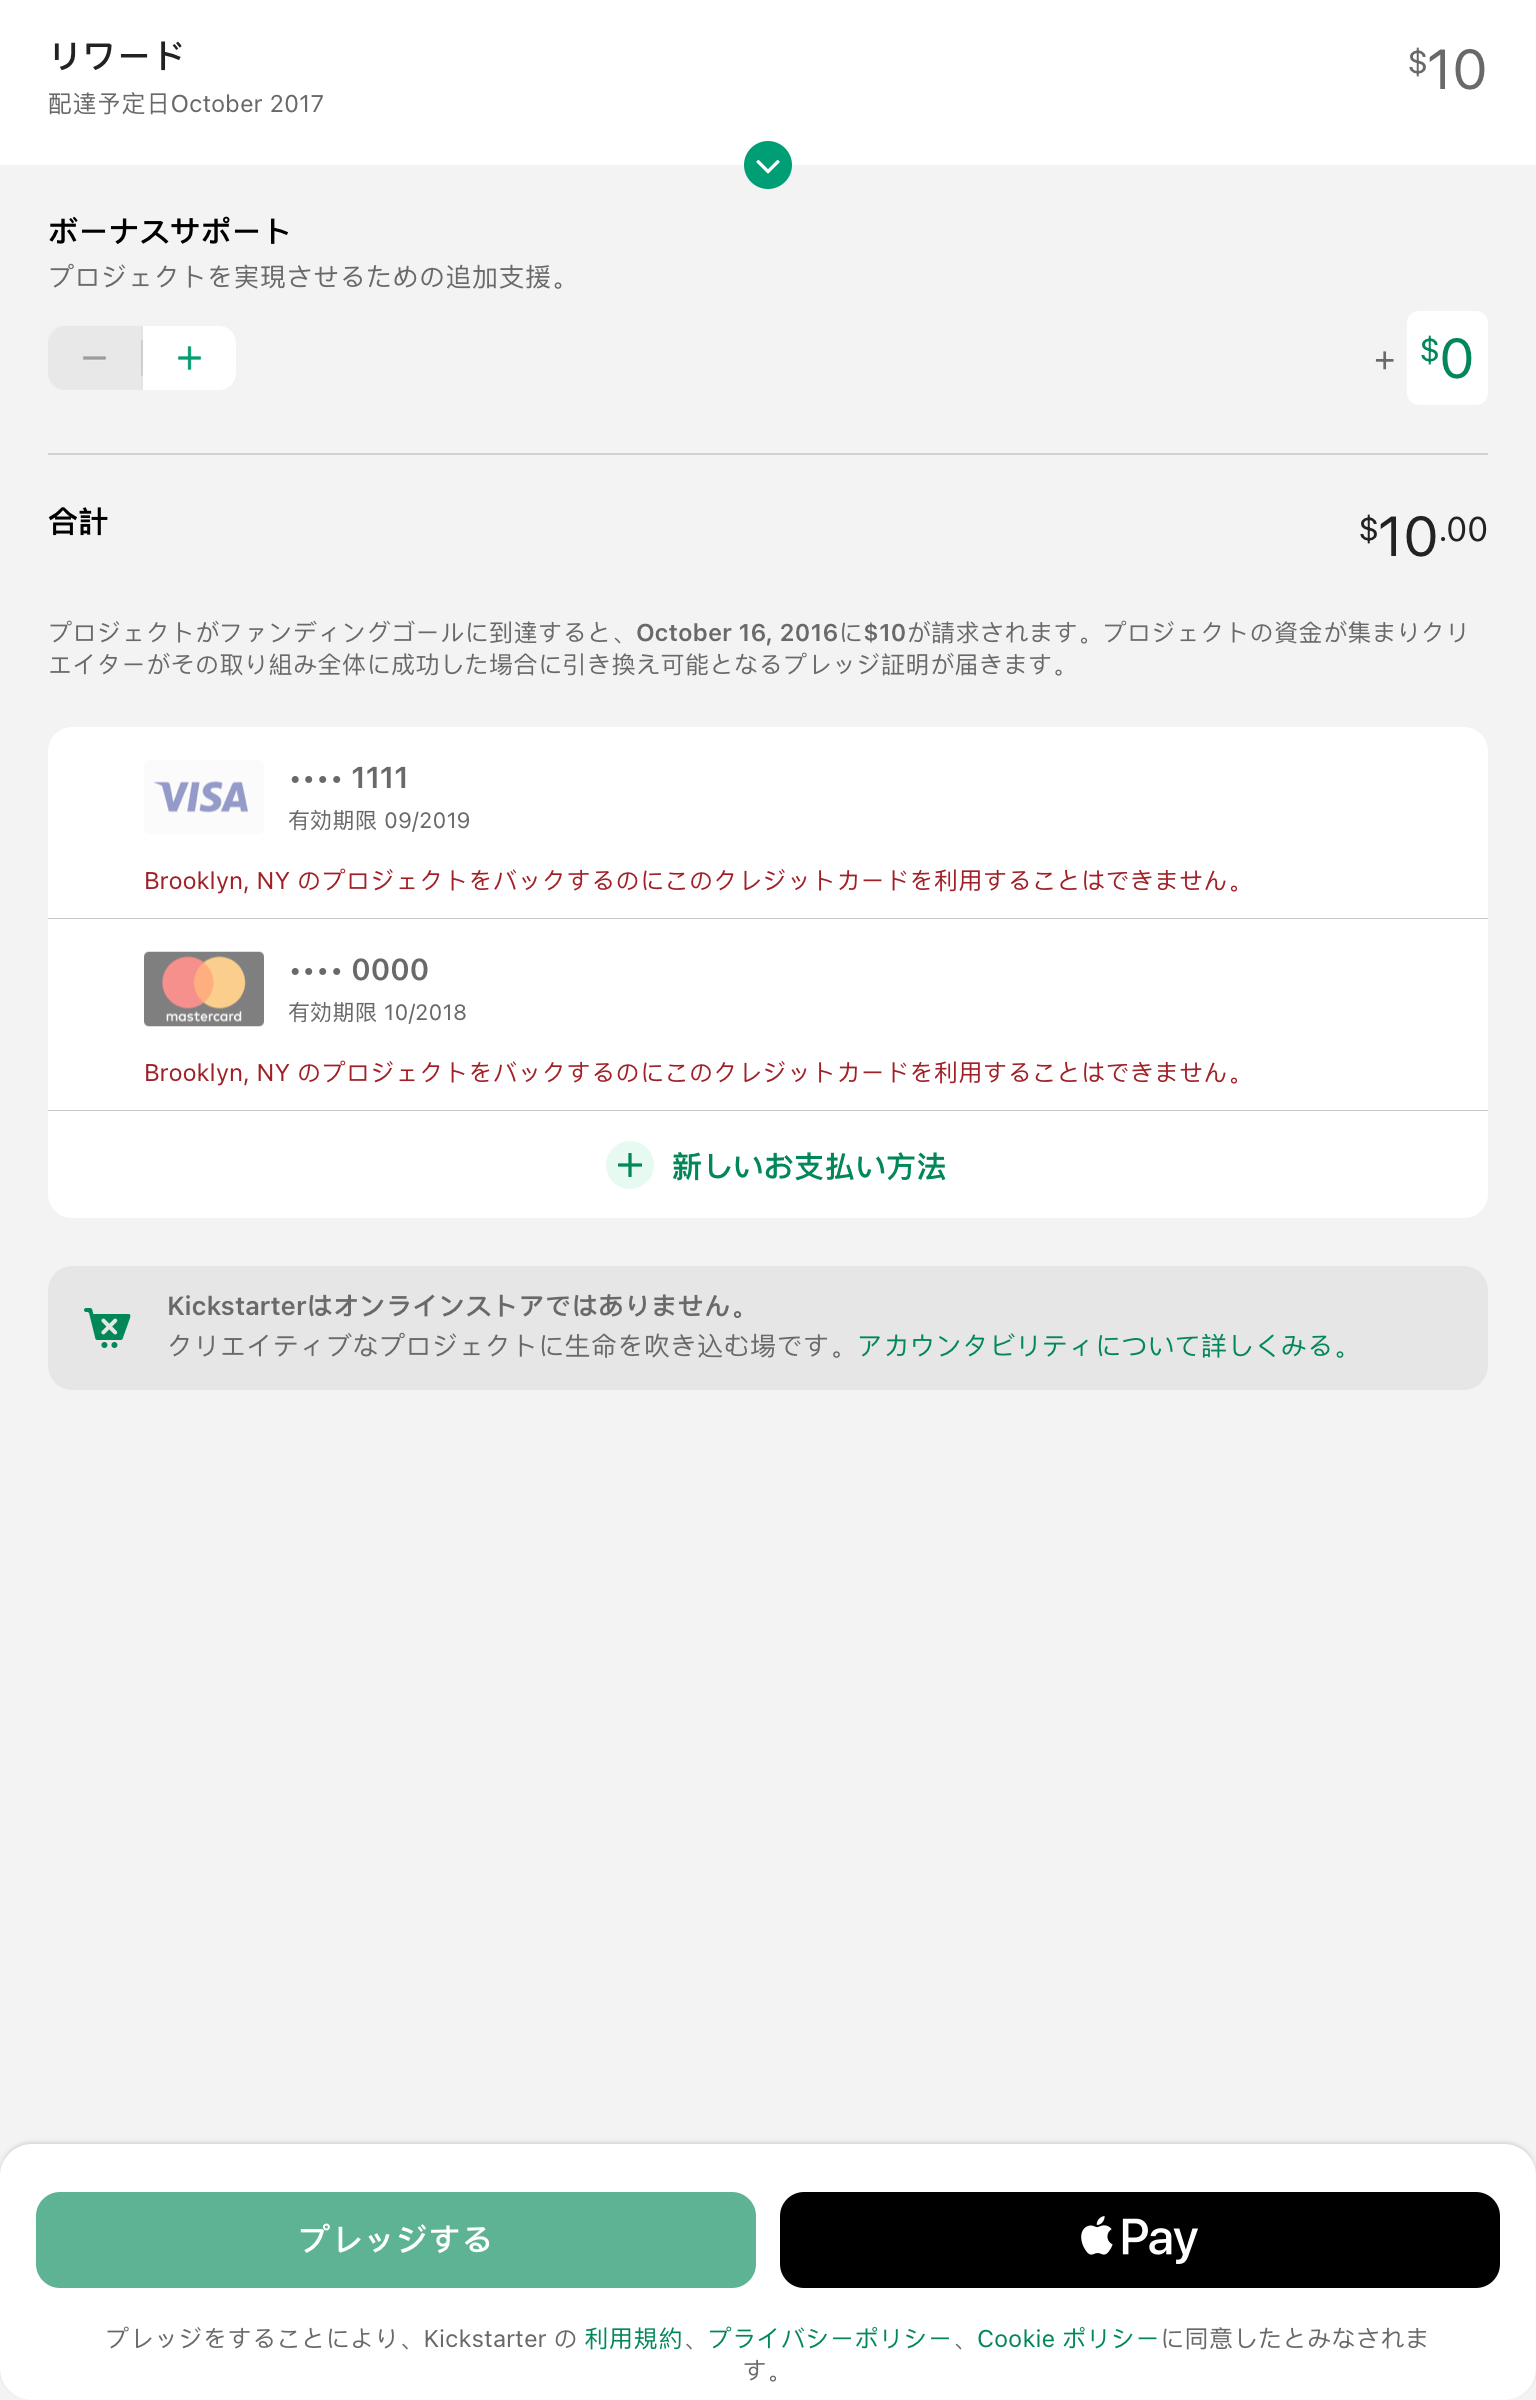 リワード
$10
配達予定日October 2017
ボーナスサポート
プロジェクトを実現させるための追加支援。
− +
+ $0
合計
$10.00
プロジェクトがファンディングゴールに到達すると、October 16, 2016に$10が請求されます。プロジェクトの資金が集まりクリ
エイターがその取り組み全体に成功した場合に引き換え可能となるプレッジ証明が届きます。
VISA
•••• 1111
有効期限 09/2019
Brooklyn, NY のプロジェクトをバックするのにこのクレジットカードを利用することはできません。
mastercard
•••• 0000
有効期限 10/2018
Brooklyn, NY のプロジェクトをバックするのにこのクレジットカードを利用することはできません。
+ 新しいお支払い方法
Kickstarterはオンラインストアではありません。
クリエイティブなプロジェクトに生命を吹き込む場です。アカウンタビリティについて詳しくみる。
プレッジする
Pay
プレッジをすることにより、Kickstarter の 利用規約、プライバシーポリシー、Cookie ポリシーに同意したとみなされま
す。